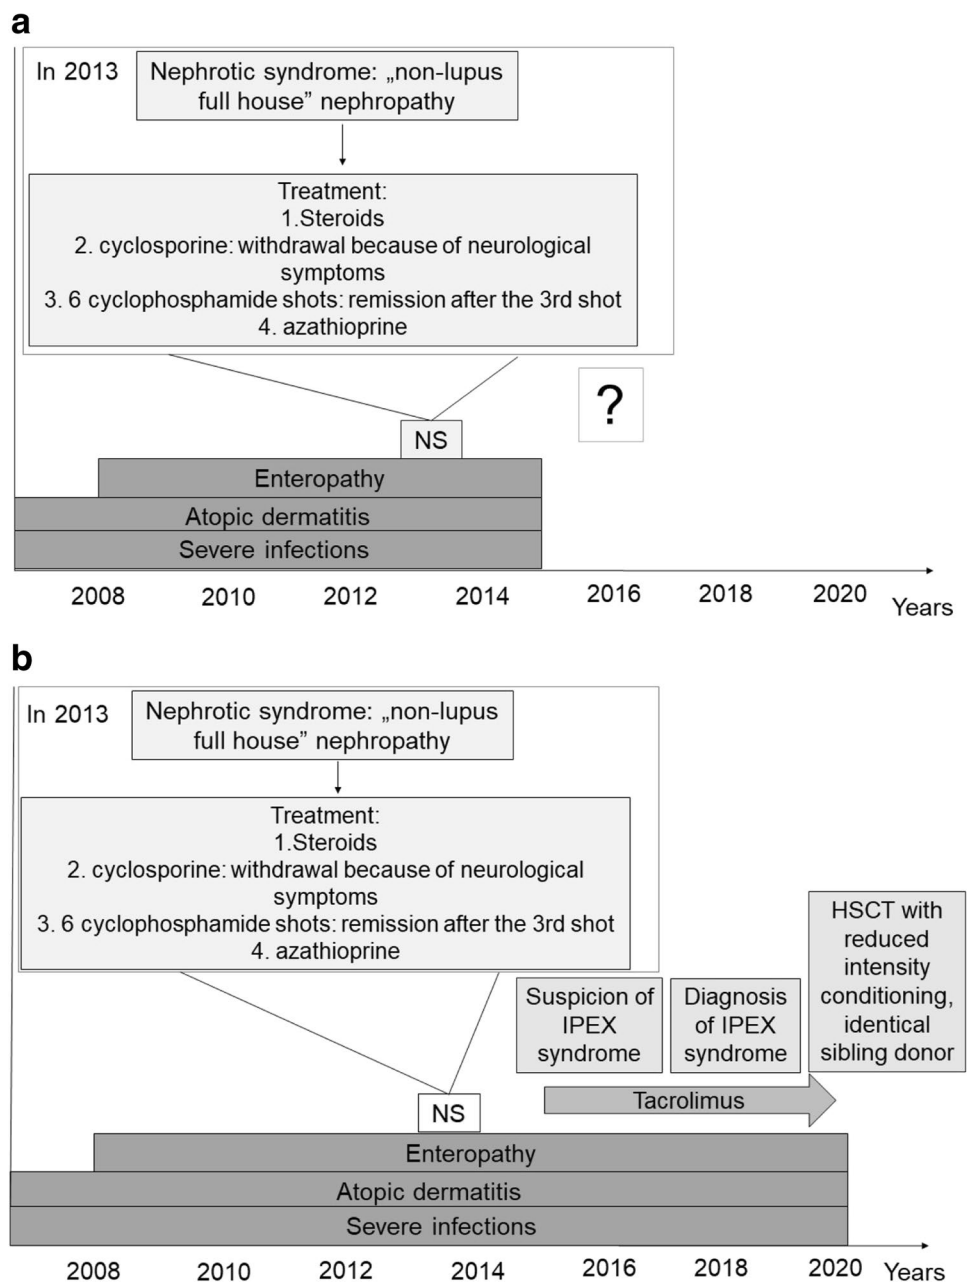 a
In 2013
Nephrotic syndrome: „non-lupus
full house” nephropathy
Treatment:
1.Steroids
2. cyclosporine: withdrawal because of neurological
symptoms
3. 6 cyclophosphamide shots: remission after the 3rd shot
4. azathioprine
?
NS
Enteropathy
Atopic dermatitis
Severe infections
2008 2010 2012 2014 2016 2018 2020 Years
b
In 2013
Nephrotic syndrome: „non-lupus
full house” nephropathy
Treatment:
1.Steroids
2. cyclosporine: withdrawal because of neurological
symptoms
3. 6 cyclophosphamide shots: remission after the 3rd shot
4. azathioprine
Suspicion of
IPEX
syndrome
Diagnosis
of IPEX
syndrome
HSCT with
reduced
intensity
conditioning,
identical
sibling donor
Tacrolimus
NS
Enteropathy
Atopic dermatitis
Severe infections
2008 2010 2012 2014 2016 2018 2020 Years